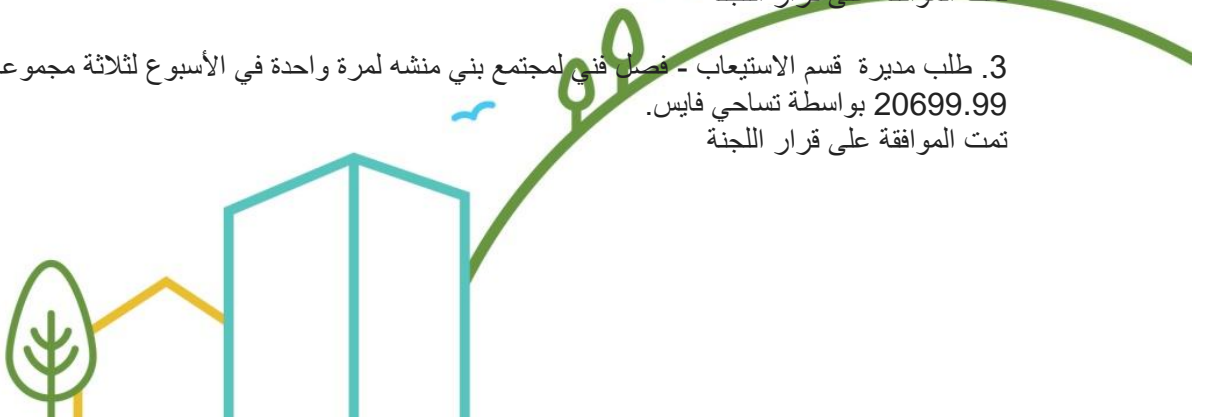 3. طلب مديرة قسم الاستيعاب - فصل فني لمجتمع بني منشه لمرة واحدة في الأسبوع لثلاثة
20699.99 بواسطة تساحي فايس.
تمت الموافقة على قرار اللجنة